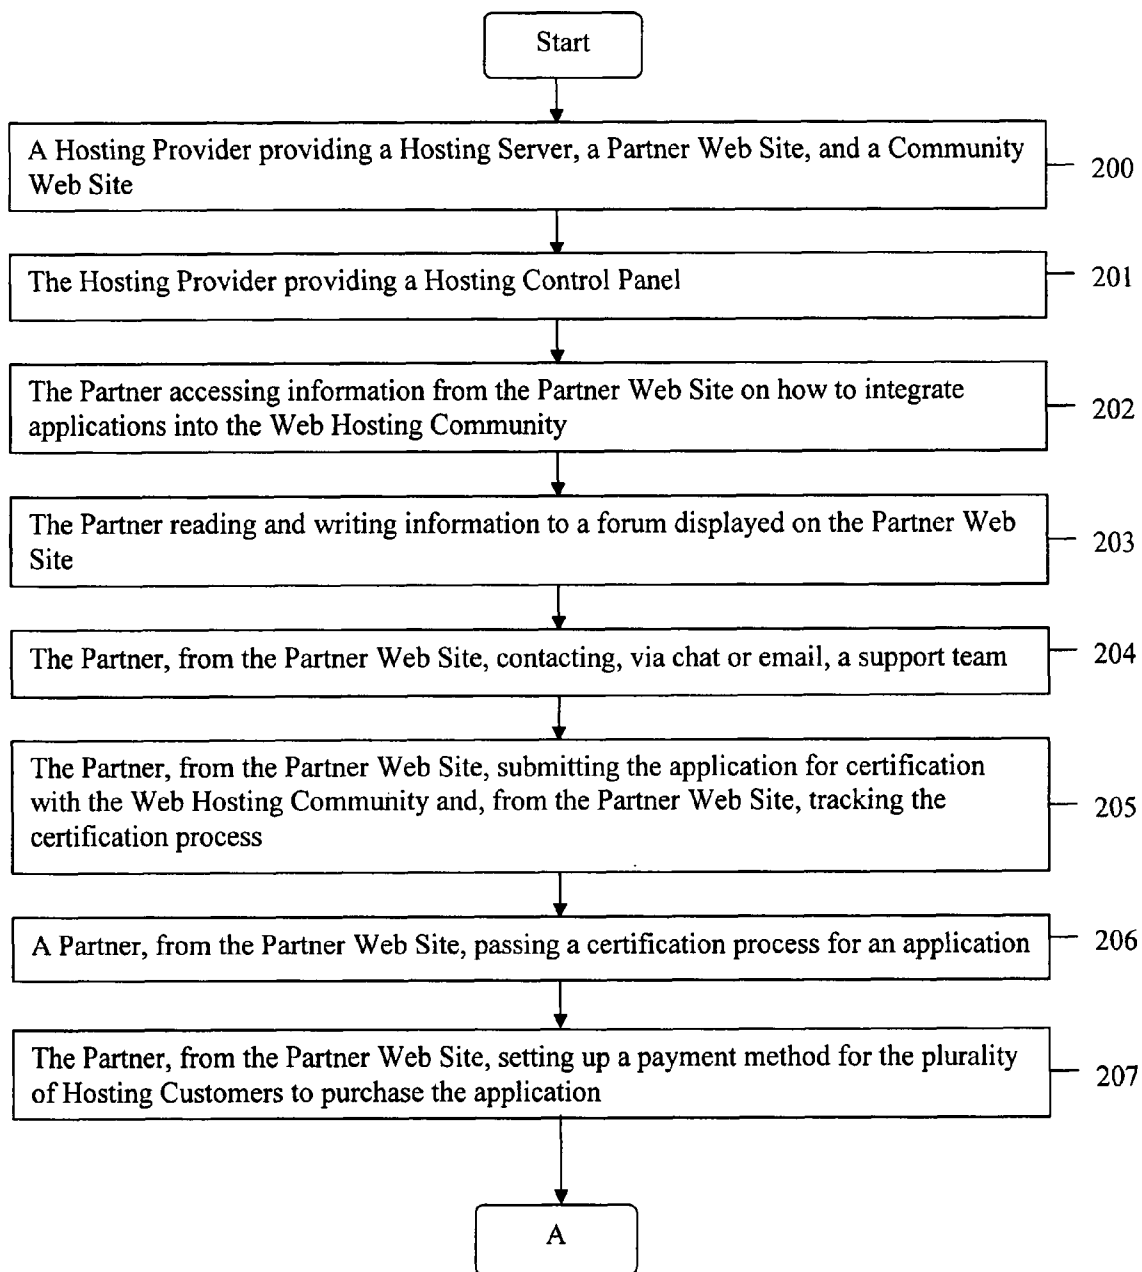 Start
A Hosting Provider providing a Hosting Server, a Partner Web Site, and a Community
Web Site
200
The Hosting Provider providing a Hosting Control Panel
201
The Partner accessing information from the Partner Web Site on how to integrate
applications into the Web Hosting Community
202
The Partner reading and writing information to a forum displayed on the Partner Web
Site
203
The Partner, from the Partner Web Site, contacting, via chat or email, a support team
204
The Partner, from the Partner Web Site, submitting the application for certification
with the Web Hosting Community and, from the Partner Web Site, tracking the
certification process
205
A Partner, from the Partner Web Site, passing a certification process for an application
206
The Partner, from the Partner Web Site, setting up a payment method for the plurality
of Hosting Customers to purchase the application
207
A